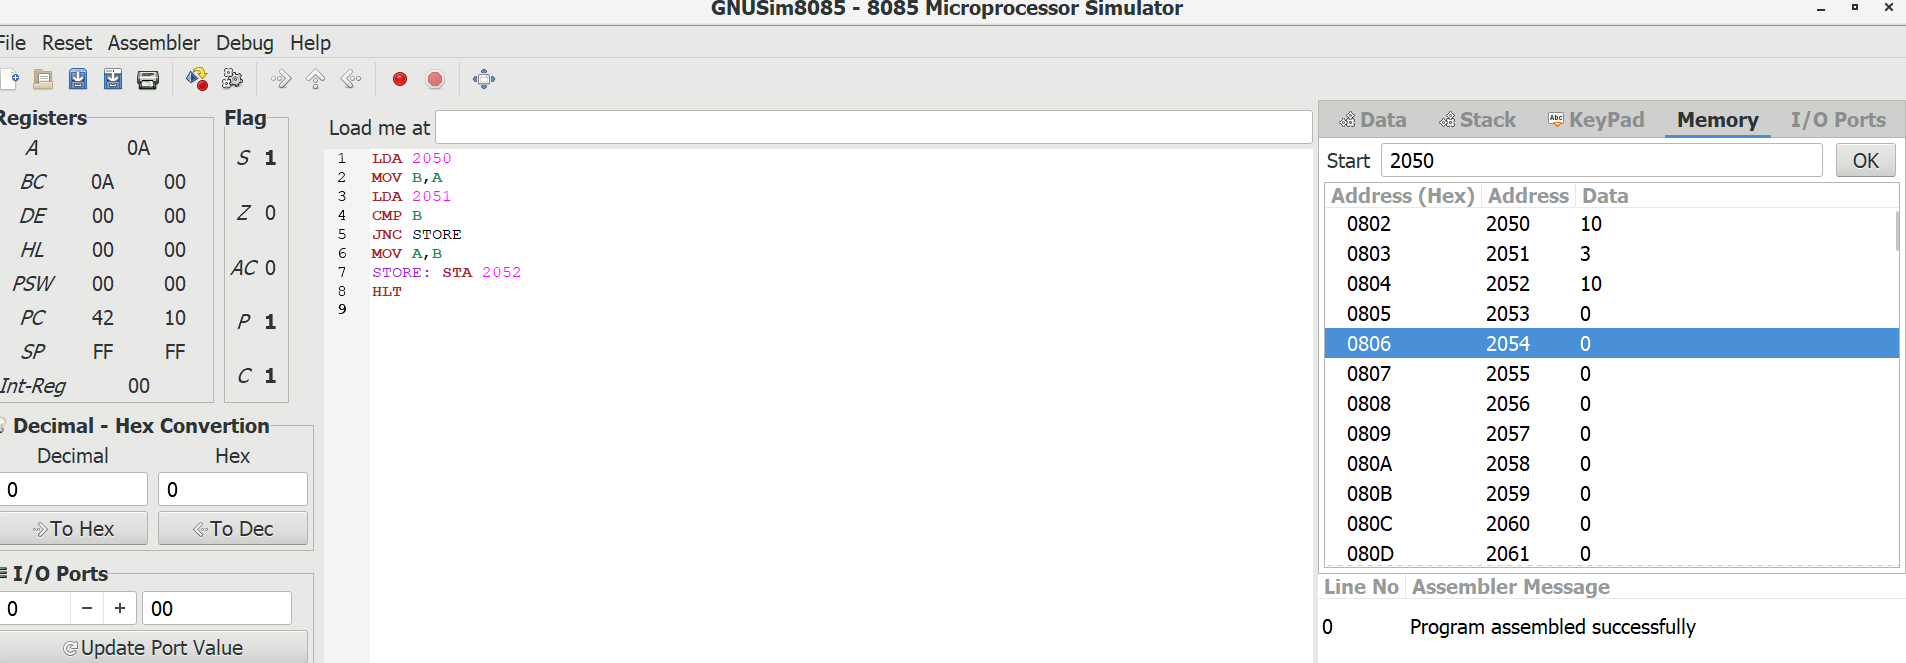 GNUSim8085 - 8085 Microprocessor Simulator
File Reset Assembler Debug Help
Registers
A 0A
BC 0A 00
DE 00 00
HL 00 00
PSW 00 00
PC 42 10
SP FF FF
Int-Reg 00
Flag
S 1
Z 0
AC 0
P 1
C 1
Decimal - Hex Convertion
Decimal Hex
0 0
To Hex To Dec
I/O Ports
0 − + 00
Update Port Value
Load me at
1 LDA 2050
2 MOV B,A
3 LDA 2051
4 CMP B
5 JNC STORE
6 MOV A,B
7 STORE: STA 2052
8 HLT
9
Data Stack Abc KeyPad Memory I/O Ports
Start 2050 OK
Address (Hex) Address Data
0802 2050 10
0803 2051 3
0804 2052 10
0805 2053 0
0806 2054 0
0807 2055 0
0808 2056 0
0809 2057 0
080A 2058 0
080B 2059 0
080C 2060 0
080D 2061 0
Line No Assembler Message
0 Program assembled successfully